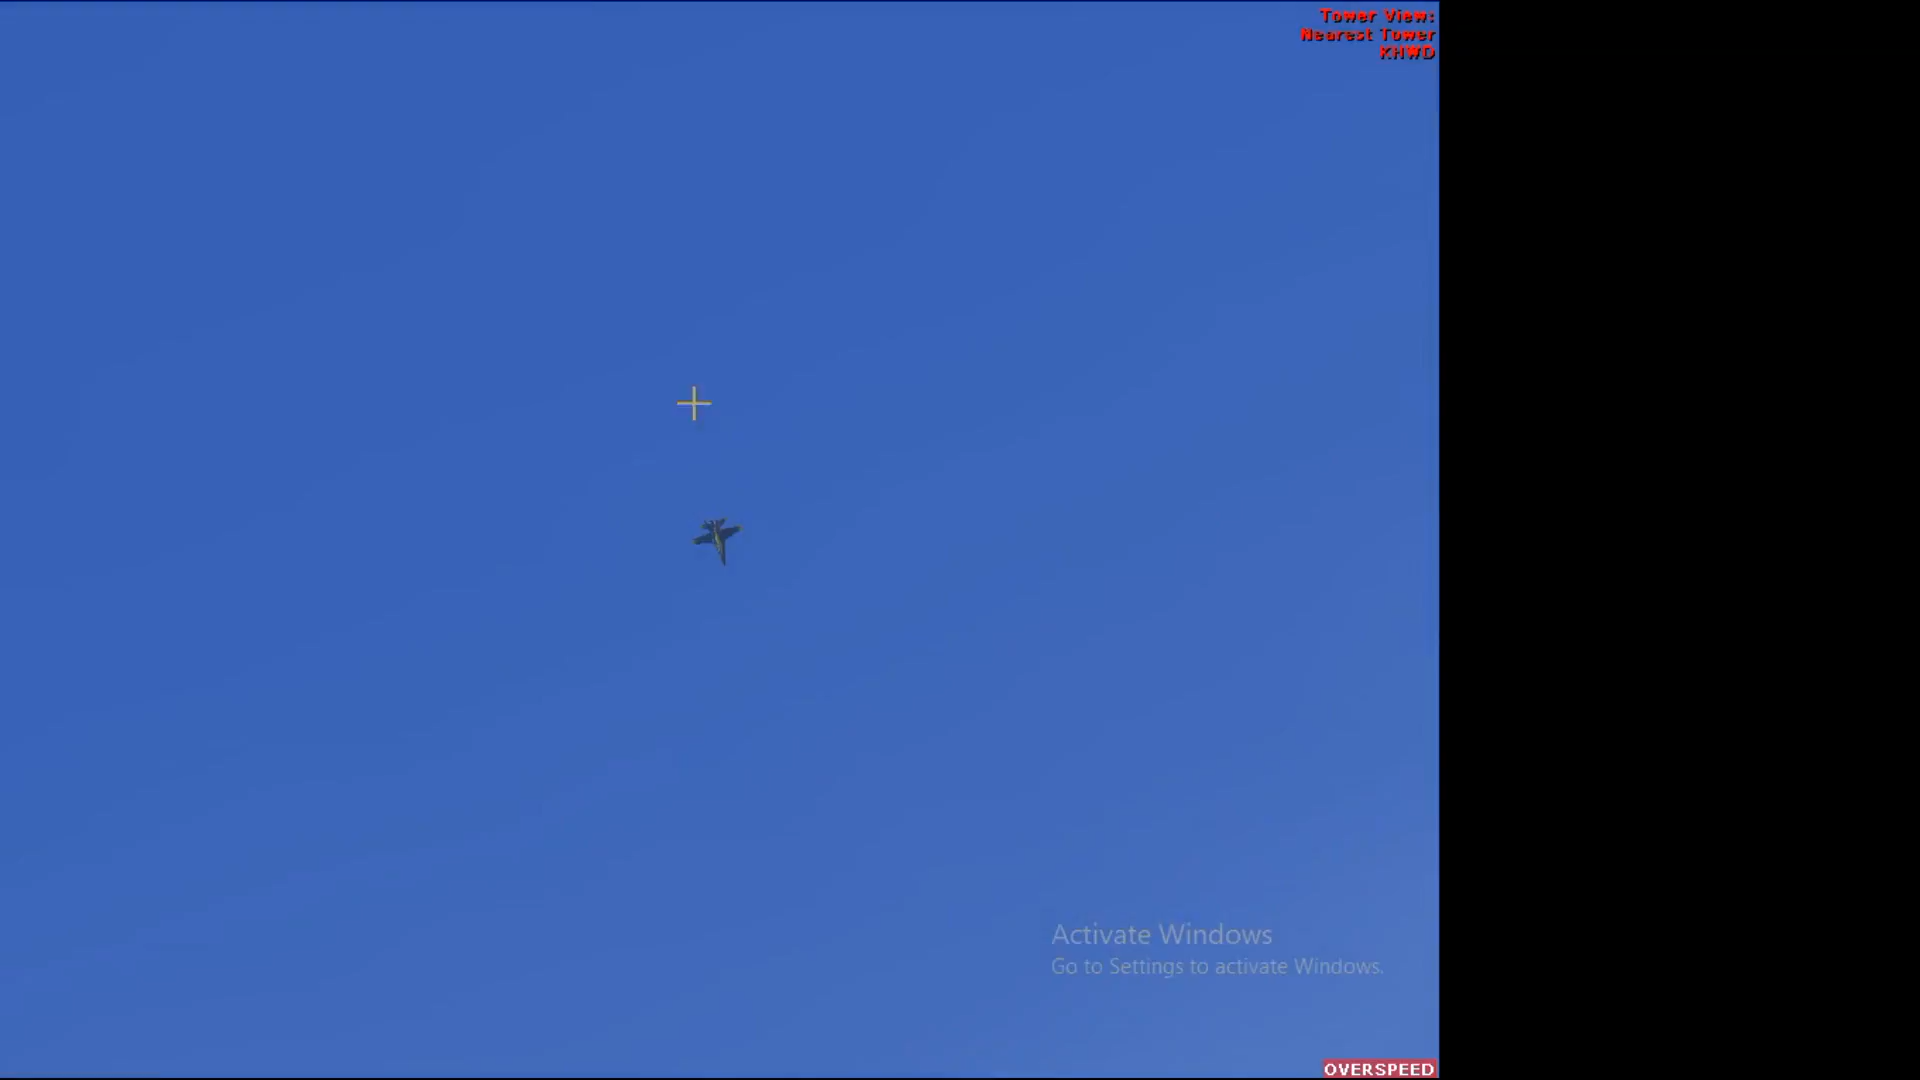 Tower View:
Nearest Tower
KHWD
Activate Windows
Go to Settings to activate Windows.
OVERSPEED